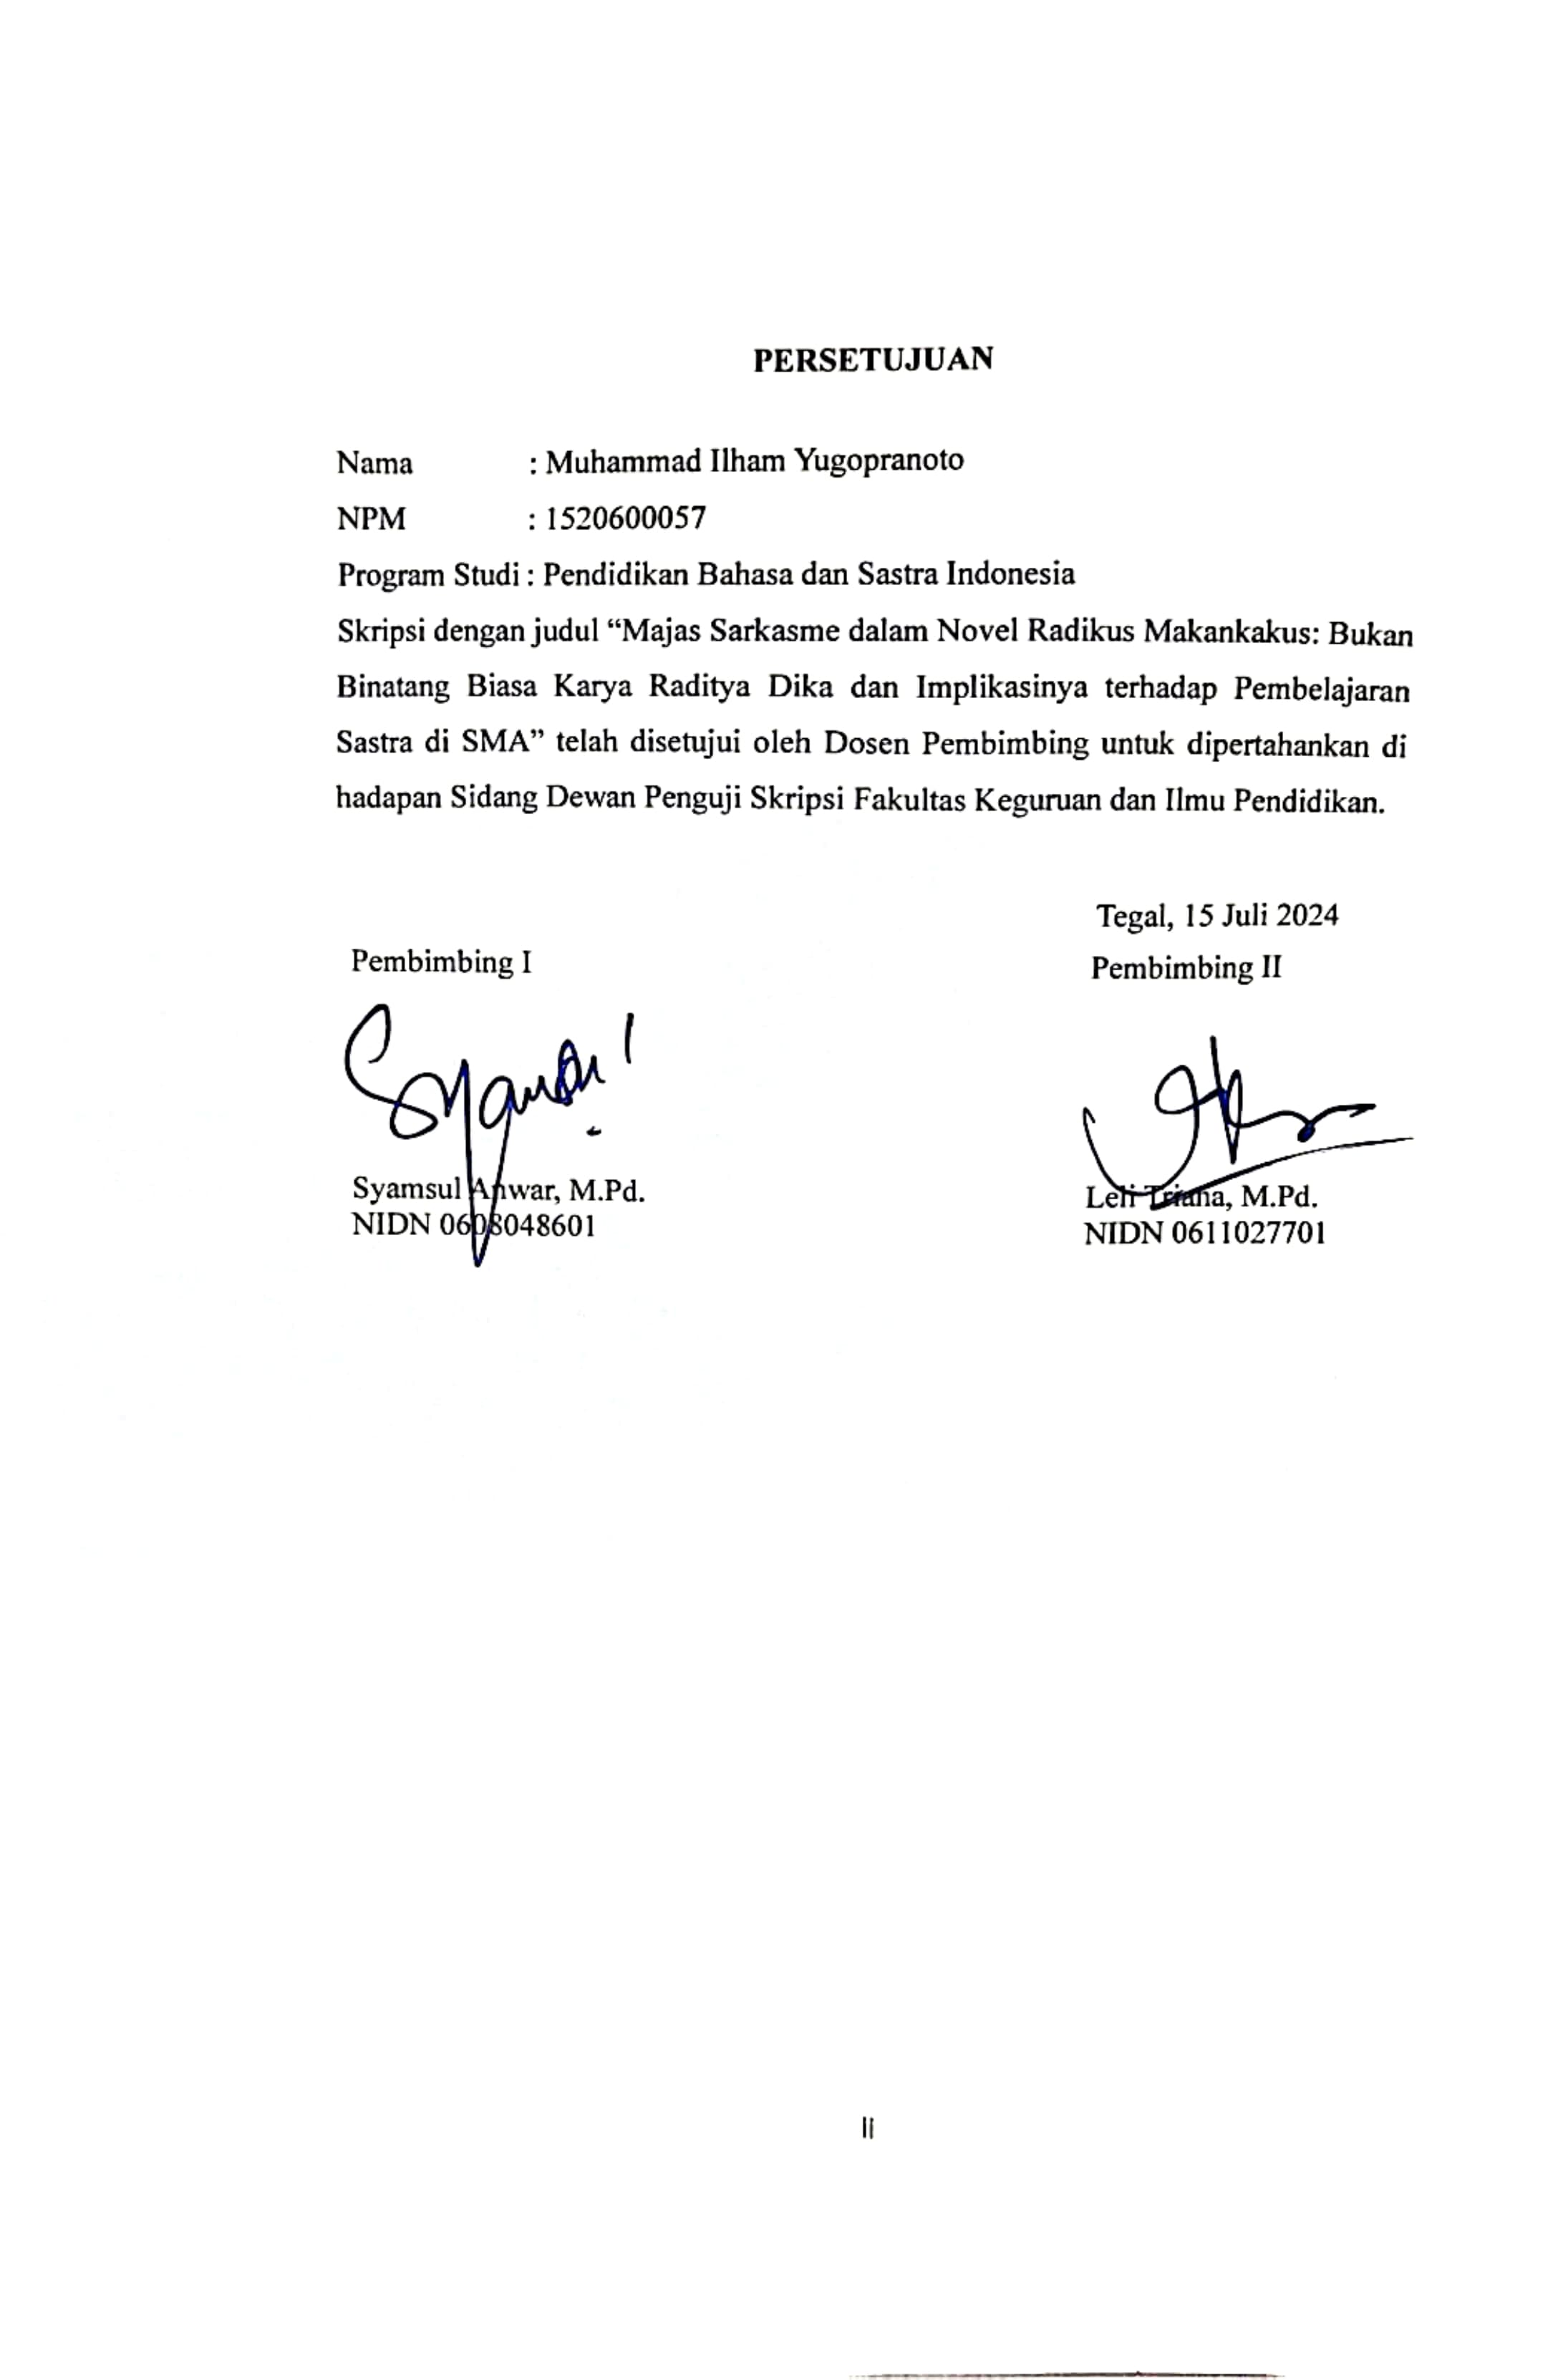 PERSETUJUAN
Nama : Muhammad Ilham Yugopranoto
NPM : 1520600057
Program Studi : Pendidikan Bahasa dan Sastra Indonesia
Skripsi dengan judul “Majas Sarkasme dalam Novel Radikus Makankakus: Bukan
Binatang Biasa Karya Raditya Dika dan Implikasinya terhadap Pembelajaran
Sastra di SMA” telah disetujui oleh Dosen Pembimbing untuk dipertahankan di
hadapan Sidang Dewan Penguji Skripsi Fakultas Keguruan dan Ilmu Pendidikan.
Tegal, 15 Juli 2024
Pembimbing I
Pembimbing II
Syamsul Anwar, M.Pd.
NIDN 0608048601
Leli Triana, M.Pd.
NIDN 0611027701
ii